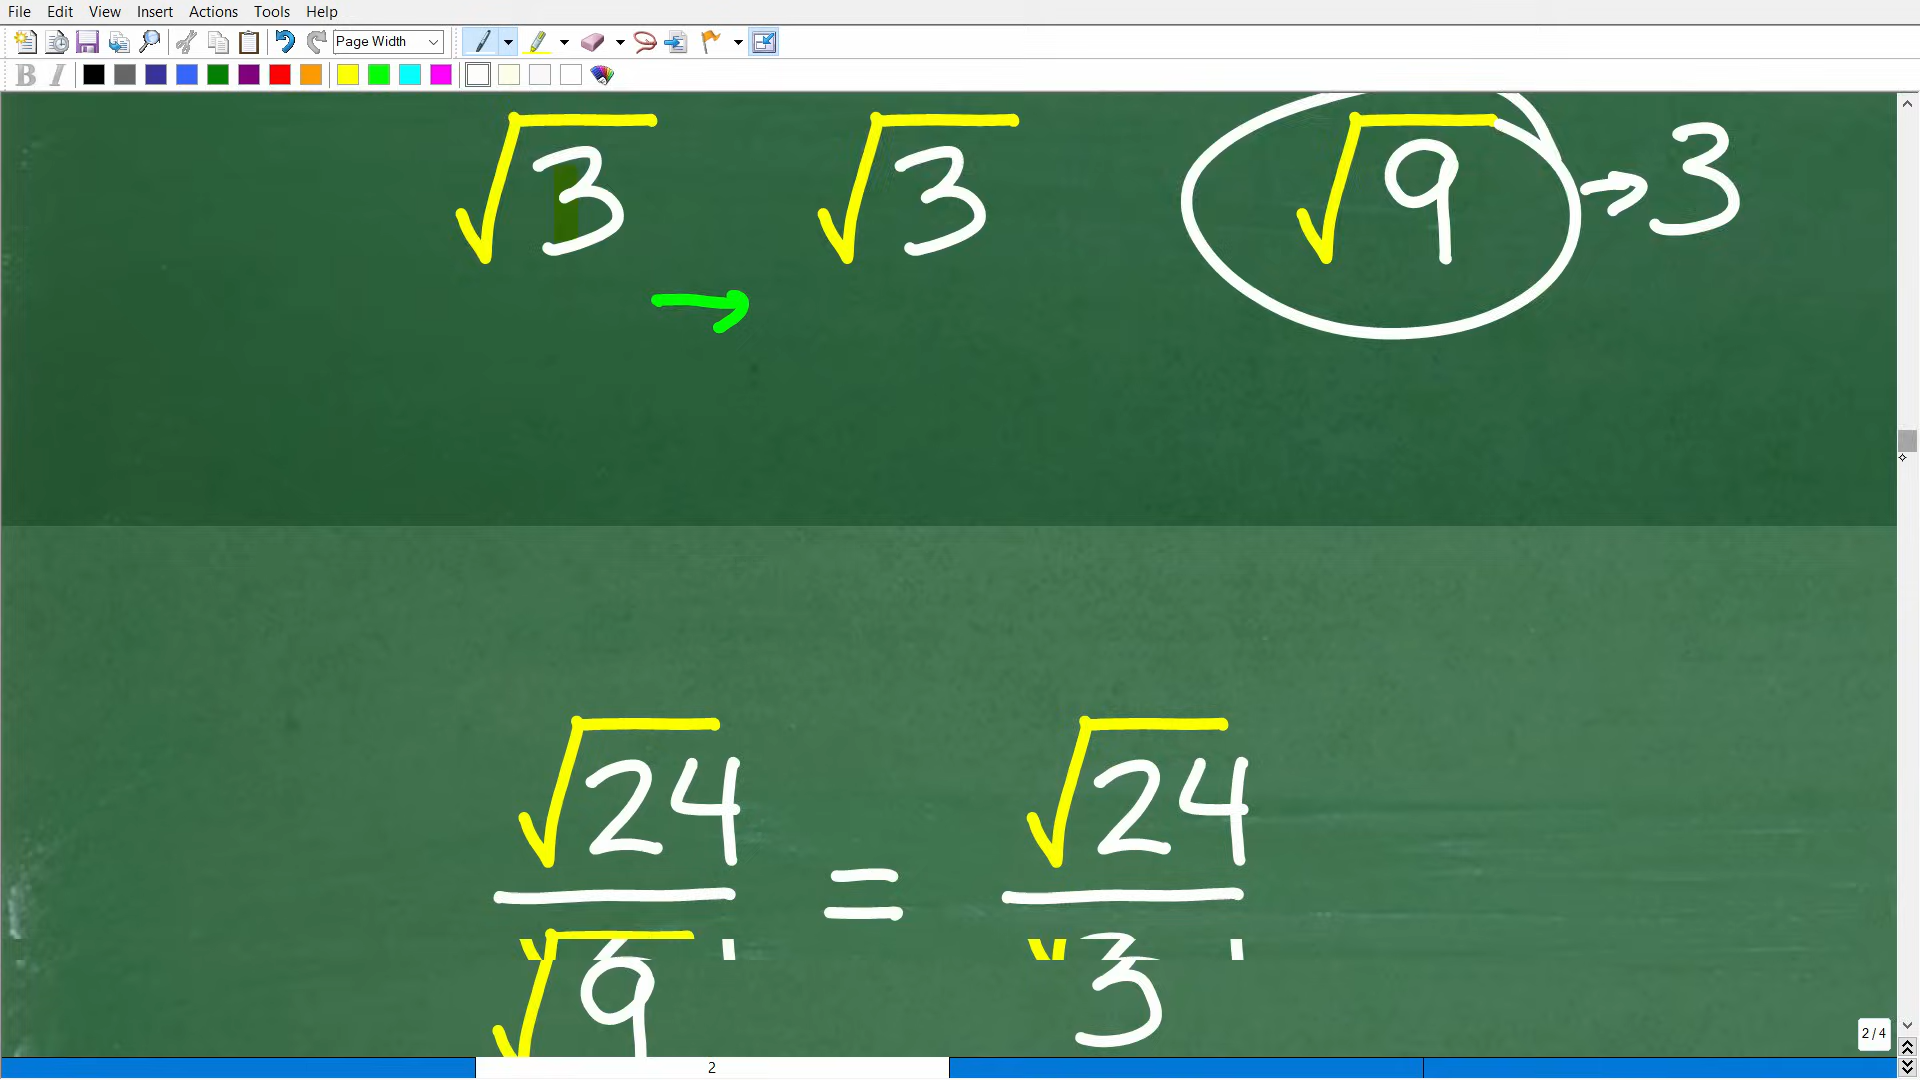 File Edit View Insert Actions Tools Help
Page Width
B I
√3 √3 √9 → 3
→
√24 √24
=
√9 3
2 / 4
2